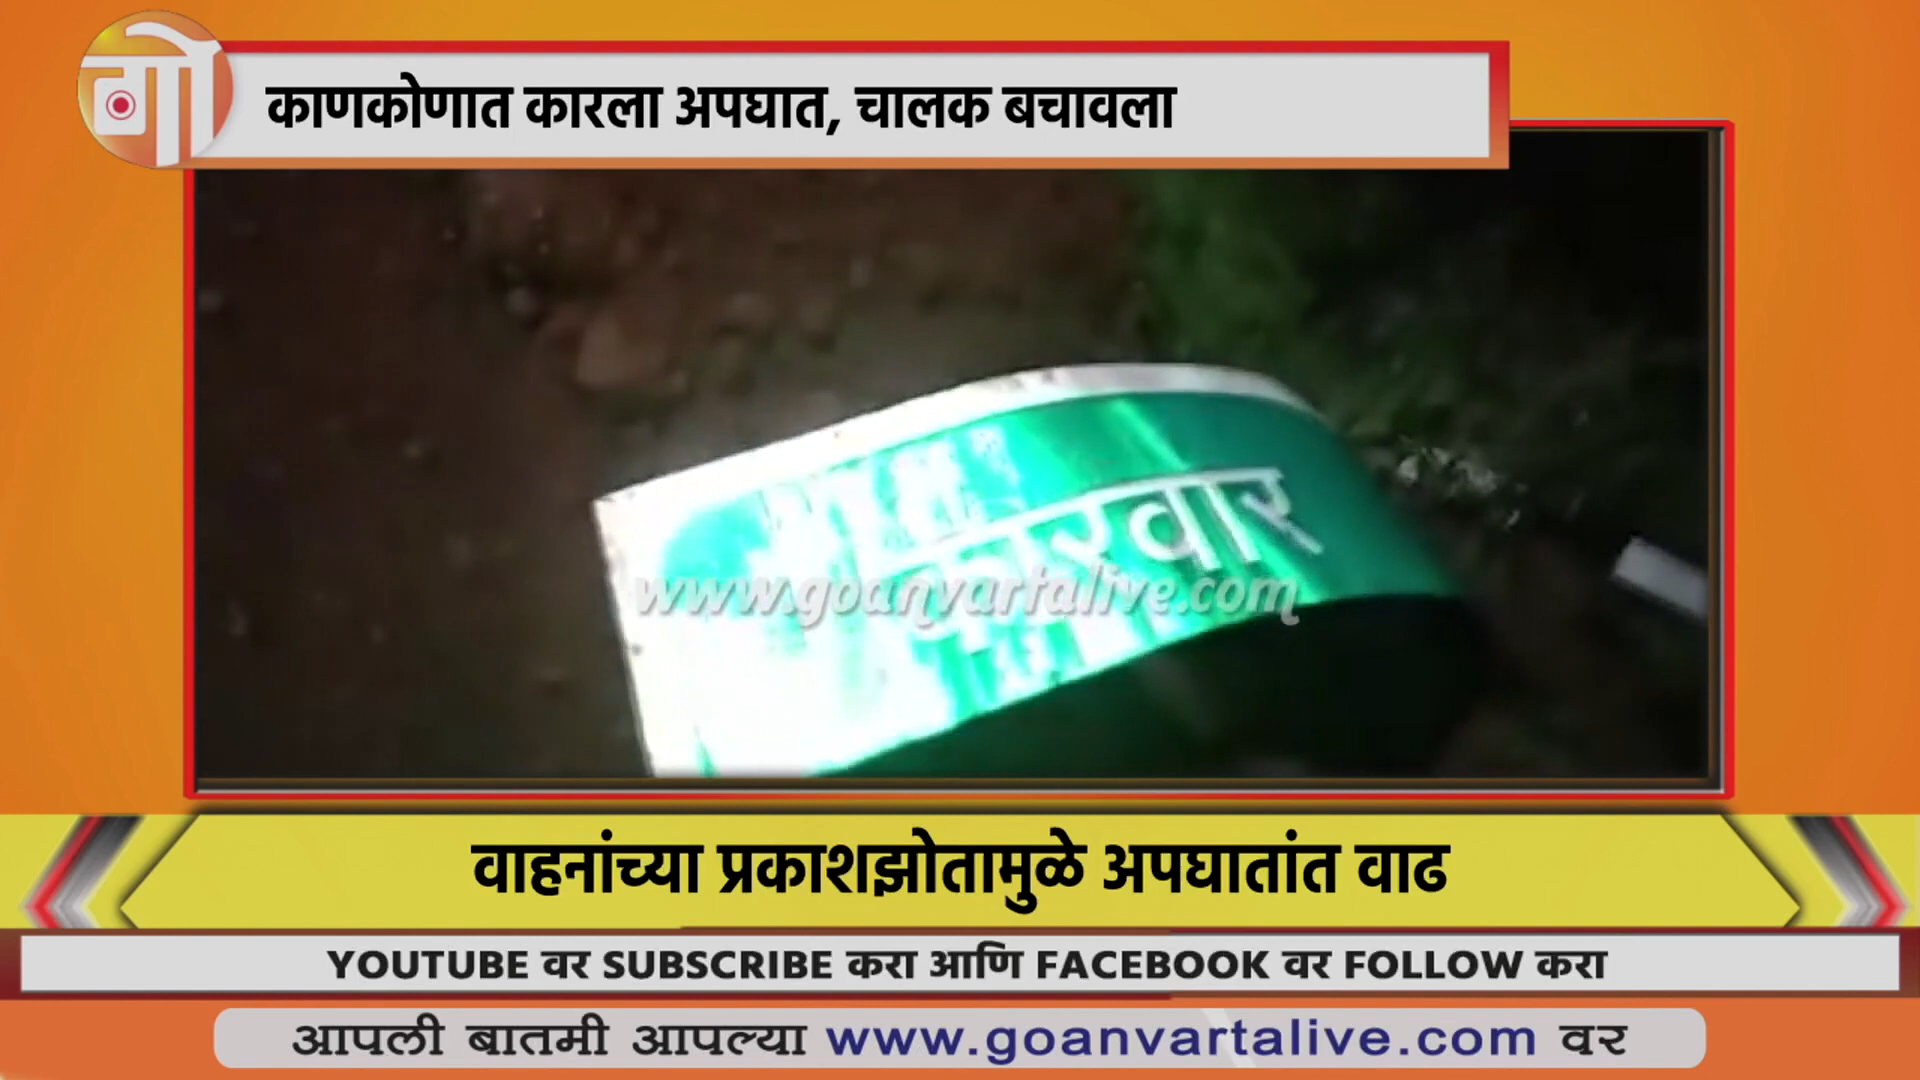 गो
काणकोणात कारला अपघात, चालक बचावला
कारवार
www.goanvartalive.com
वाहनांच्या प्रकाशझोतामुळे अपघातांत वाढ
YOUTUBE वर SUBSCRIBE करा आणि FACEBOOK वर FOLLOW करा
आपली बातमी आपल्या www.goanvartalive.com वर